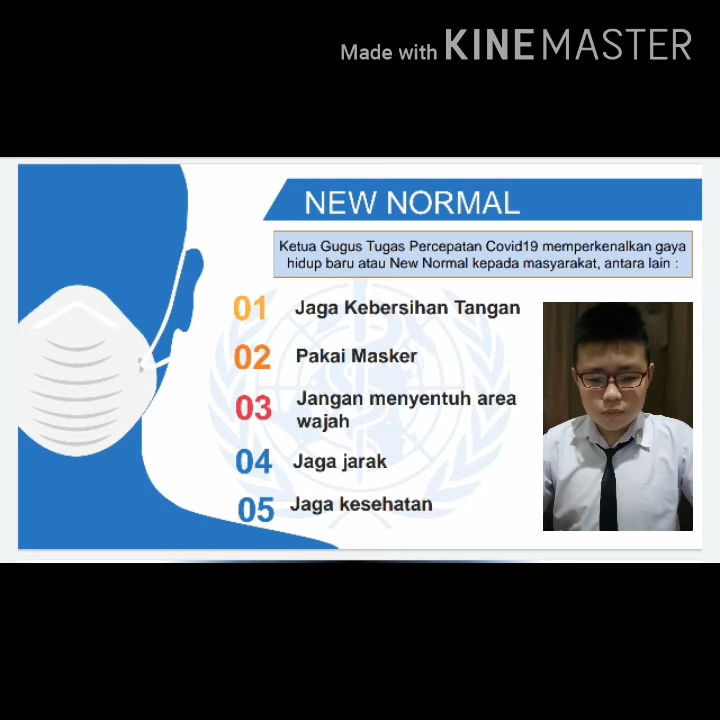 Made with KINEMASTER
NEW NORMAL
Ketua Gugus Tugas Percepatan Covid19 memperkenalkan gaya
hidup baru atau New Normal kepada masyarakat, antara lain :
01 Jaga Kebersihan Tangan
02 Pakai Masker
03 Jangan menyentuh area
wajah
04 Jaga jarak
05 Jaga kesehatan